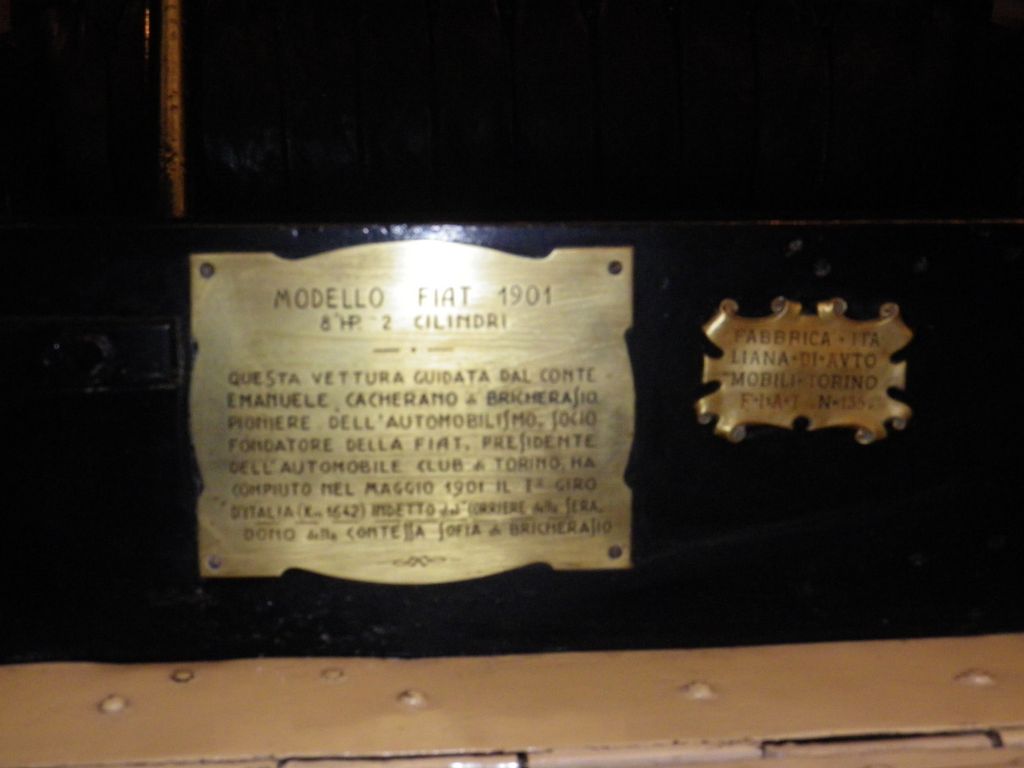 MODELLO FIAT 1901
8 HP. 2 CILINDRI
QUESTA VETTURA GUIDATA DAL CONTE
EMANUELE CACHERANO di BRICHERASIO
PIONIERE DELL'AUTOMOBILISMO, SOCIO
FONDATORE DELLA FIAT, PRESIDENTE
DELL'AUTOMOBILE CLUB di TORINO, HA
COMPIUTO NEL MAGGIO 1901 IL Iº GIRO
D'ITALIA (Km. 1642) INDETTO dal CORRIERE della SERA.
DONO della CONTESSA SOFIA di BRICHERASIO
FABBRICA·ITA
LIANA·DI·AVTO
MOBILI·TORINO
F·I·A·T N·